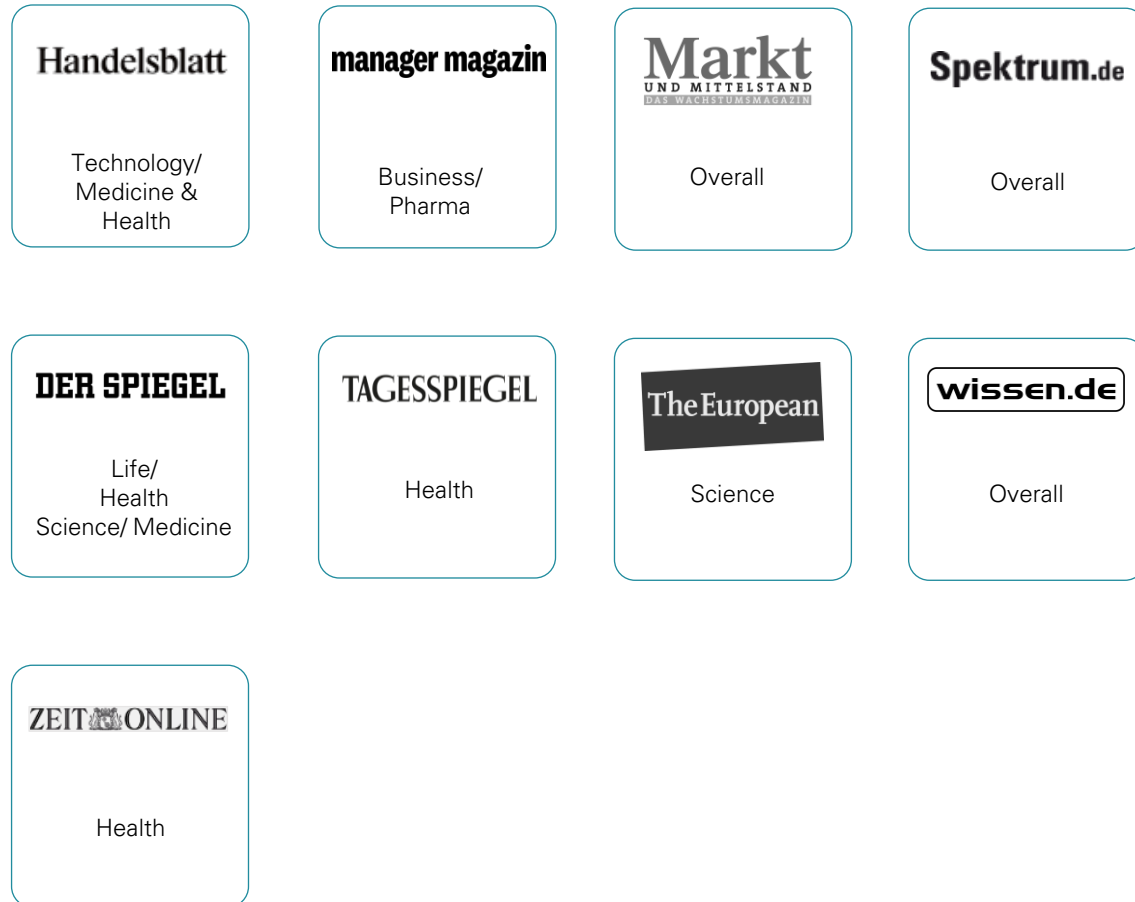 Handelsblatt
Technology/
Medicine &
Health
manager magazin
Business/
Pharma
Markt
UND MITTELSTAND
DAS WACHSTUMSMAGAZIN
Overall
Spektrum.de
Overall
DER SPIEGEL
Life/
Health
Science/ Medicine
TAGESSPIEGEL
Health
The European
Science
wissen.de
Overall
ZEIT ONLINE
Health